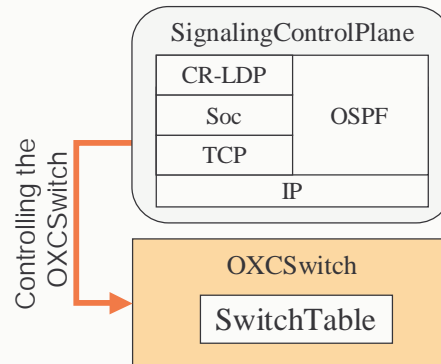 SignalingControlPlane
CR-LDP
Soc
OSPF
TCP
IP
Controlling the
OXCSwitch
OXCSwitch
SwitchTable